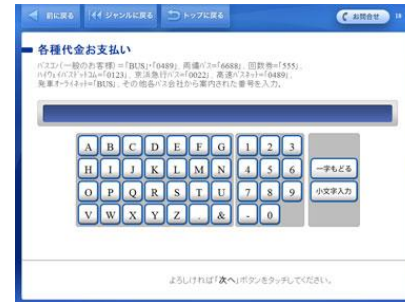 前に戻る ジャンルに戻る トップに戻る お問合せ
各種代金お支払い
バスコレ(一般のお客様)=「BUS」・「0489」、両備バス=「6688」、回数券=「555」、
ハイウェイバスドットコム=「0123」、京浜急行バス=「0022」、高速バスネット=「0489」、
発車オーライネット=「BUS」、その他各バス会社から案内された番号を入力。
A B C D E F G 1 2 3
H I J K L M N 4 5 6 一字もどる
O P Q R S T U 7 8 9 小文字入力
V W X Y Z . & - 0
よろしければ「次へ」ボタンをタッチしてください。